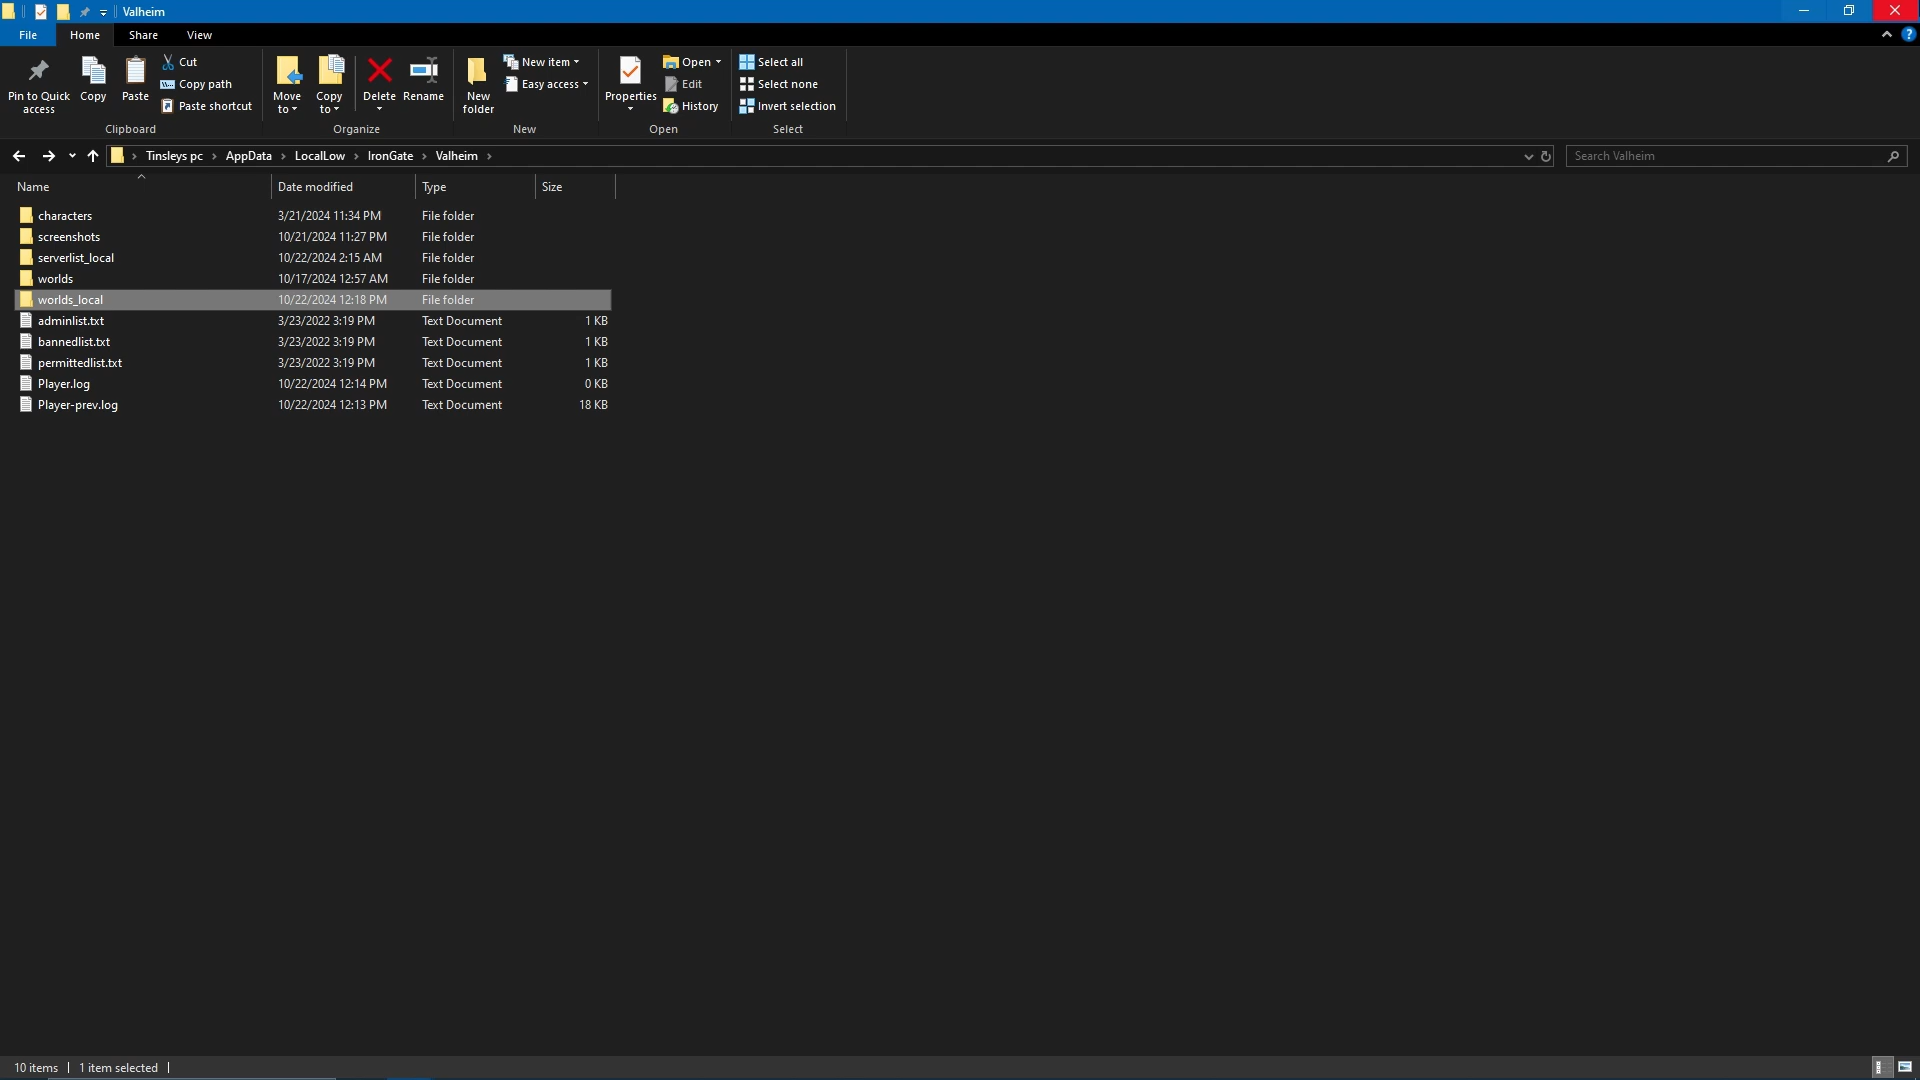 Valheim
File Home Share View
Pin to Quick access
Copy
Paste
Cut
Copy path
Paste shortcut
Clipboard
Move to
Copy to
Delete
Rename
Organize
New folder
New item
Easy access
New
Properties
Open
Edit
History
Open
Select all
Select none
Invert selection
Select
Tinsleys pc > AppData > LocalLow > IronGate > Valheim >
Search Valheim
Name Date modified Type Size
characters 3/21/2024 11:34 PM File folder
screenshots 10/21/2024 11:27 PM File folder
serverlist_local 10/22/2024 2:15 AM File folder
worlds 10/17/2024 12:57 AM File folder
worlds_local 10/22/2024 12:18 PM File folder
adminlist.txt 3/23/2022 3:19 PM Text Document 1 KB
bannedlist.txt 3/23/2022 3:19 PM Text Document 1 KB
permittedlist.txt 3/23/2022 3:19 PM Text Document 1 KB
Player.log 10/22/2024 12:14 PM Text Document 0 KB
Player-prev.log 10/22/2024 12:13 PM Text Document 18 KB
10 items 1 item selected